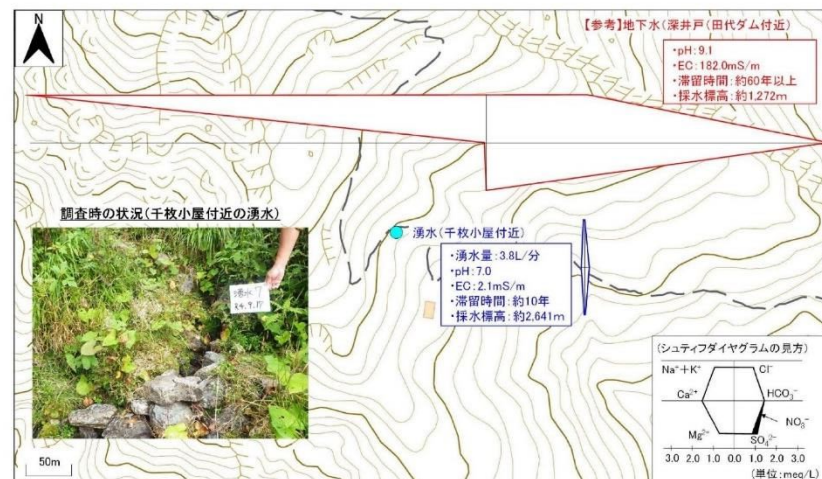 N
【参考】地下水(深井戸(田代ダム付近)
・pH:9.1
・EC:182.0mS/m
・滞留時間:約60年以上
・採水標高:約1,272m
調査時の状況(千枚小屋付近の湧水)
湧水7
湧水(千枚小屋付近)
・湧水量:3.8L/分
・pH:7.0
・EC:2.1mS/m
・滞留時間:約10年
・採水標高:約2,641m
(シュティフダイヤグラムの見方)
Na⁺+K⁺ Cl⁻
Ca²⁺ HCO₃⁻
NO₃⁻
Mg²⁺ SO₄²⁻
3.0 2.0 1.0 0.0 1.0 2.0 3.0
(単位:meq/L)
50m